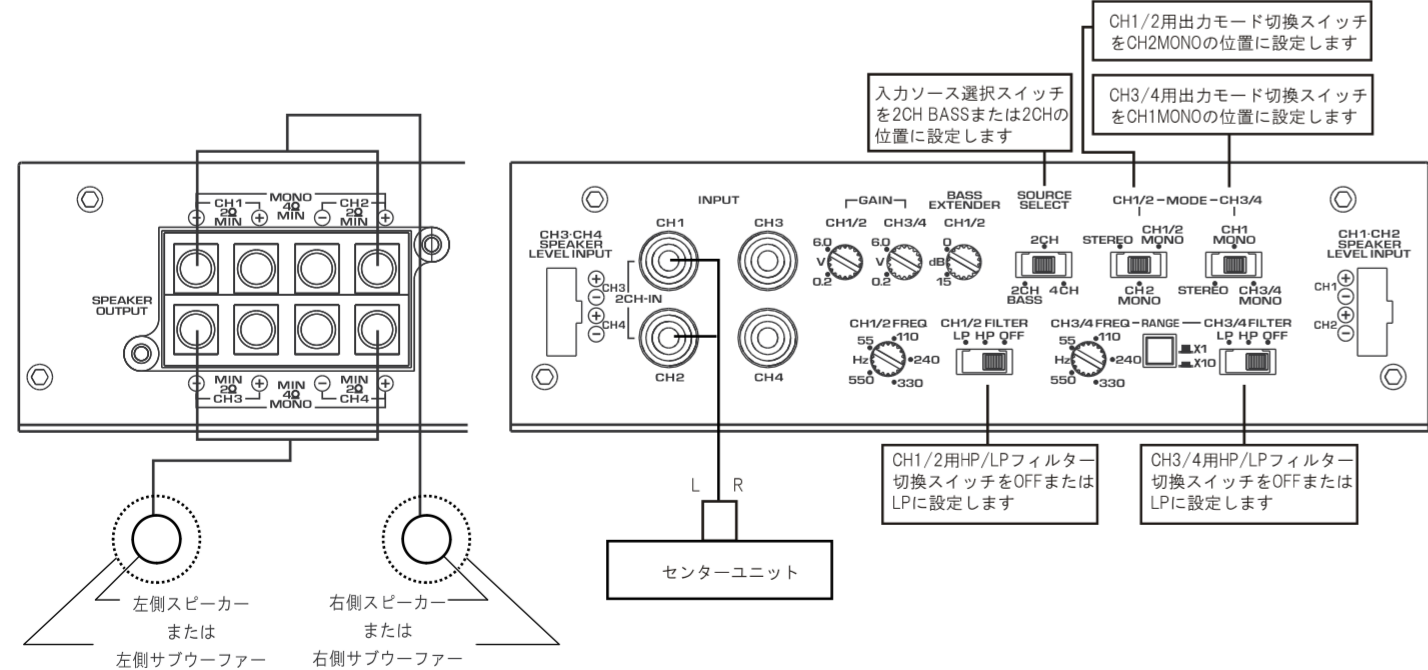 CH1/2用出力モード切換スイッチ
をCH2MONOの位置に設定します
入力ソース選択スイッチ
を2CH BASSまたは2CHの
位置に設定します
CH3/4用出力モード切換スイッチ
をCH1MONOの位置に設定します
MONO
4Ω
MIN
CH1
2Ω
MIN
CH2
2Ω
MIN
⊖ ⊕ ⊖ ⊕
SPEAKER
OUTPUT
⊖ ⊕ ⊖ ⊕
MIN
2Ω
CH3
MIN
4Ω
MONO
MIN
2Ω
CH4
INPUT
CH1
CH3
CH3·CH4
SPEAKER
LEVEL INPUT
⊕
⊖
⊕
⊖
CH3
2CH-IN
CH4
CH2
CH4
GAIN
CH1/2
CH3/4
6.0
V
0.2
6.0
V
0.2
BASS
EXTENDER
CH1/2
0
dB
15
SOURCE
SELECT
2CH
2CH
BASS
4CH
CH1/2 –MODE– CH3/4
STEREO
CH1/2
MONO
CH2
MONO
CH1
MONO
STEREO
CH3/4
MONO
CH1·CH2
SPEAKER
LEVEL INPUT
CH1
⊕
⊖
CH2
⊕
⊖
CH1/2 FREQ
55
110
Hz
240
550
330
CH1/2 FILTER
LP HP OFF
CH3/4 FREQ
55
110
Hz
240
550
330
RANGE
X1
X10
CH3/4 FILTER
LP HP OFF
CH1/2用HP/LPフィルター
切換スイッチをOFFまたは
LPに設定します
CH3/4用HP/LPフィルター
切換スイッチをOFFまたは
LPに設定します
L R
センターユニット
左側スピーカー
または
左側サブウーファー
右側スピーカー
または
右側サブウーファー